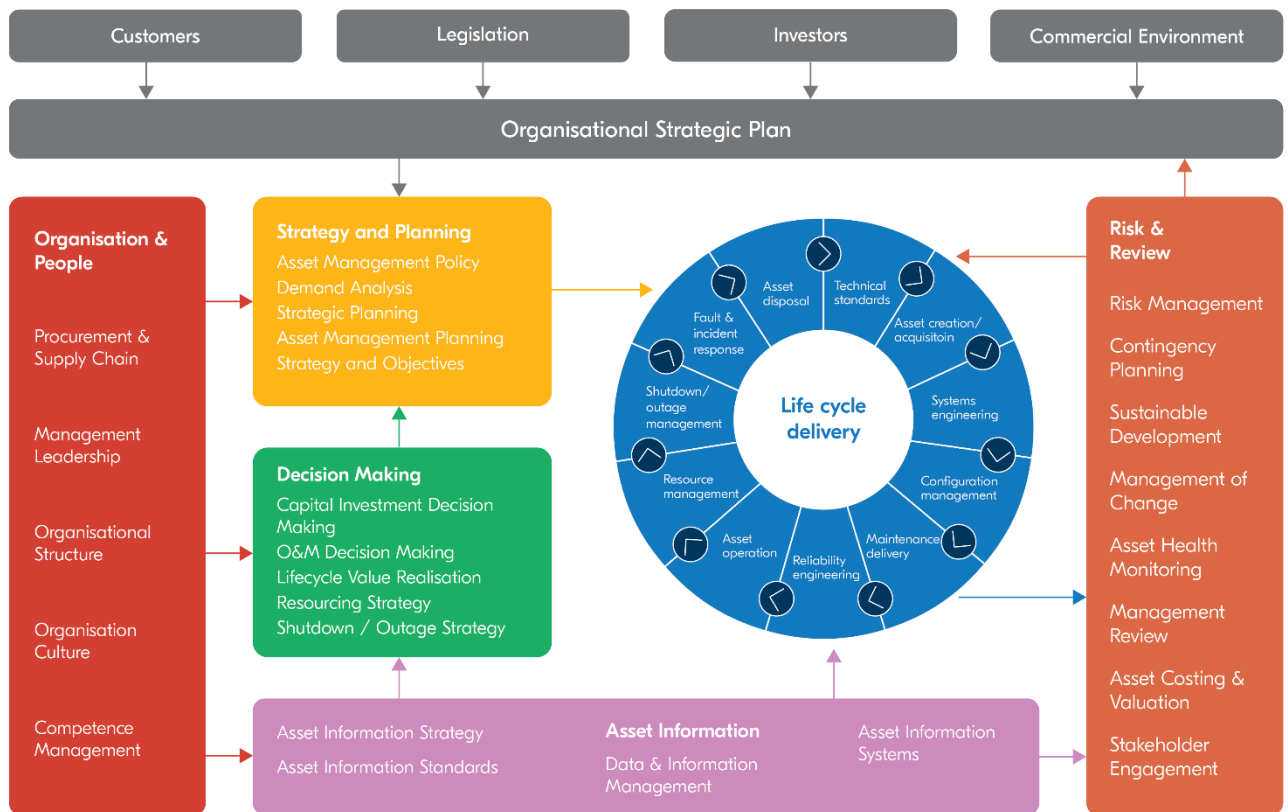 Customers
Legislation
Investors
Commercial Environment
Organisational Strategic Plan
Organisation &
People
Procurement &
Supply Chain
Management
Leadership
Organisational
Structure
Organisation
Culture
Competence
Management
Strategy and Planning
Asset Management Policy
Demand Analysis
Strategic Planning
Asset Management Planning
Strategy and Objectives
Decision Making
Capital Investment Decision
Making
O&M Decision Making
Lifecycle Value Realisation
Resourcing Strategy
Shutdown / Outage Strategy
Life cycle
delivery
Technical
standards
Asset creation/
acquisitoin
Systems
engineering
Configuration
management
Maintenance
delivery
Reliability
engineering
Asset
operation
Resource
management
Shutdown/
outage
management
Fault &
incident
response
Asset
disposal
Asset Information Strategy
Asset Information Standards
Asset Information
Data & Information
Management
Asset Information
Systems
Risk &
Review
Risk Management
Contingency
Planning
Sustainable
Development
Management of
Change
Asset Health
Monitoring
Management
Review
Asset Costing &
Valuation
Stakeholder
Engagement